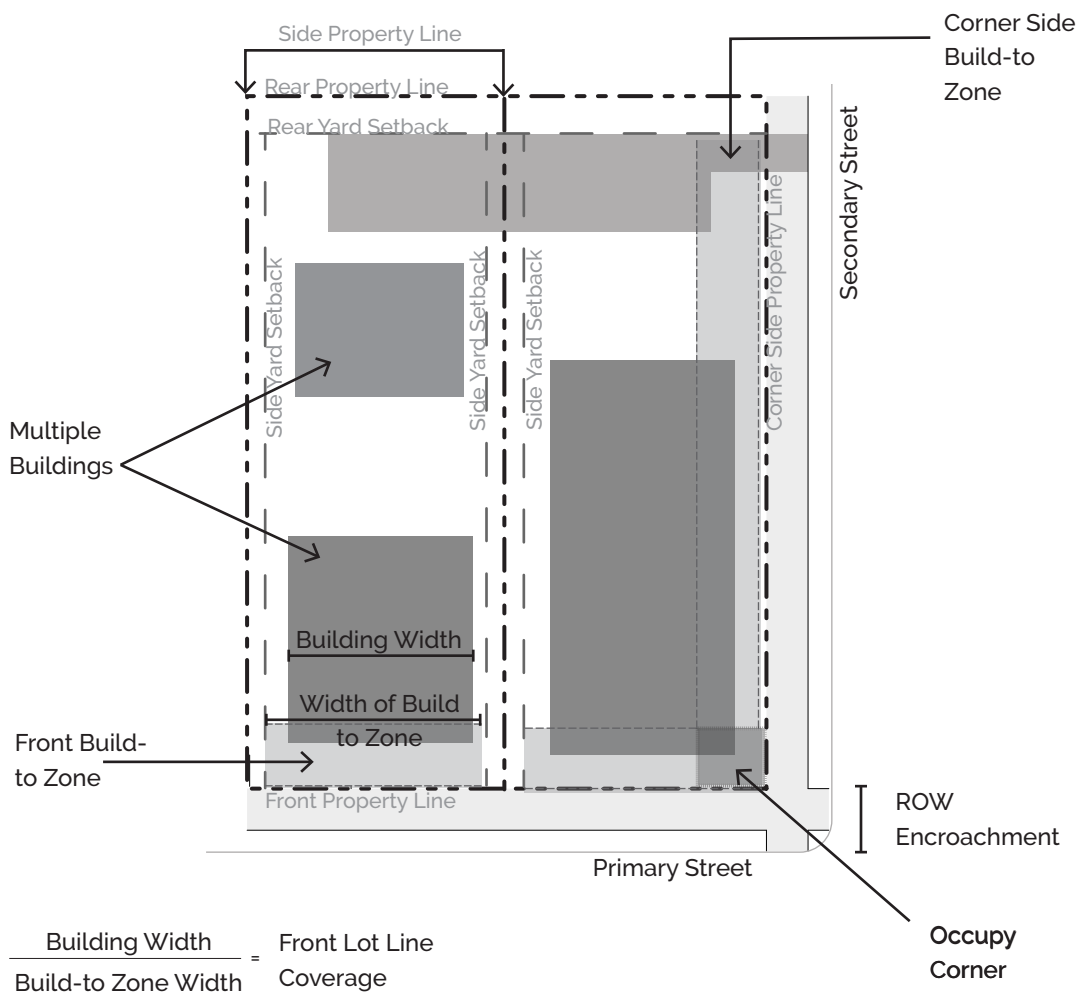 Side Property Line
Corner Side
Build-to
Zone
Rear Property Line
Rear Yard Setback
Secondary Street
Corner Side Property Line
Side Yard Setback
Side Yard Setback
Side Yard Setback
Multiple
Buildings
Building Width
Width of Build
to Zone
Front Build-
to Zone
Front Property Line
ROW
Encroachment
Primary Street
Occupy
Corner
Building Width
Build-to Zone Width
=
Front Lot Line
Coverage